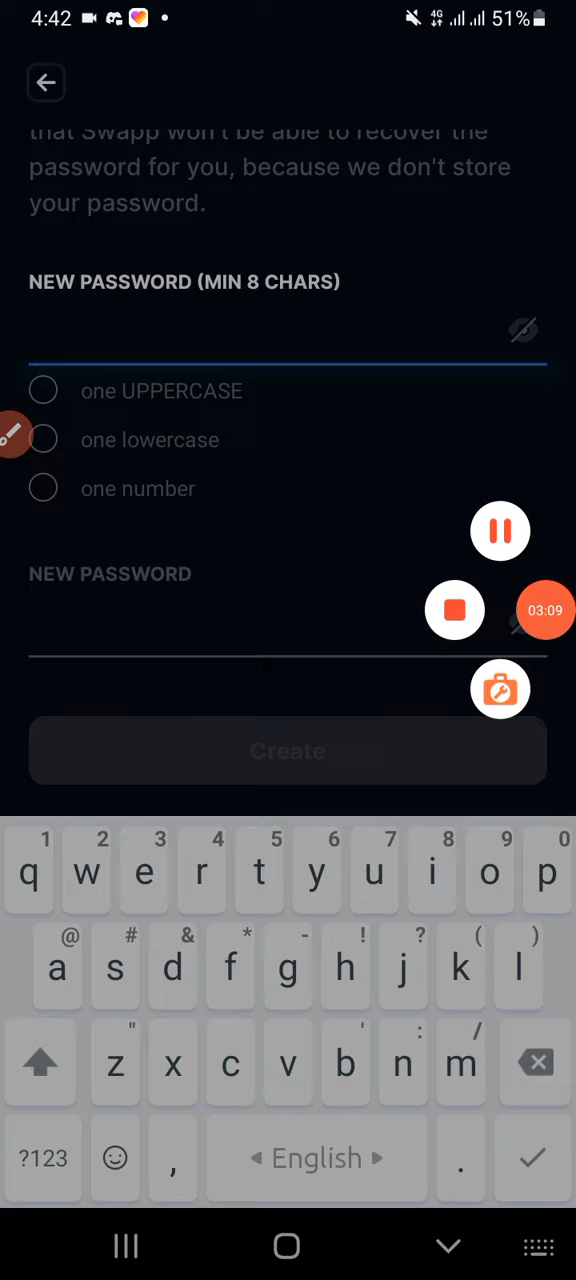 4:42 4G 51%
that Swapp won't be able to recover the
password for you, because we don't store
your password.
NEW PASSWORD (MIN 8 CHARS)
one UPPERCASE
one lowercase
one number
NEW PASSWORD
03:09
Create
1 2 3 4 5 6 7 8 9 0
q w e r t y u i o p
@ # & * - ! ? ( )
a s d f g h j k l
" ' : /
z x c v b n m
?123 , English .